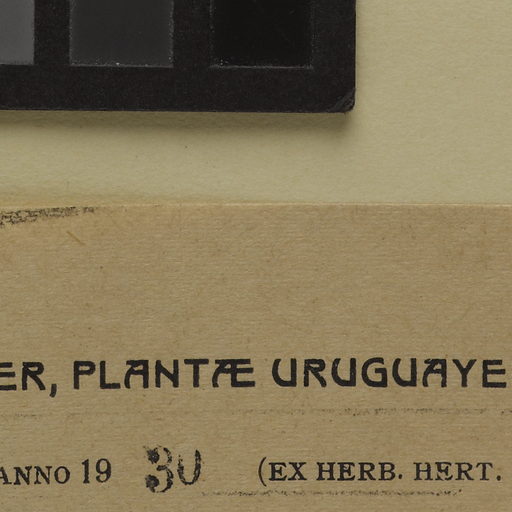 ER, PLANTÆ URUGUAYE
ANNO 19 30 (EX HERB. HERT.